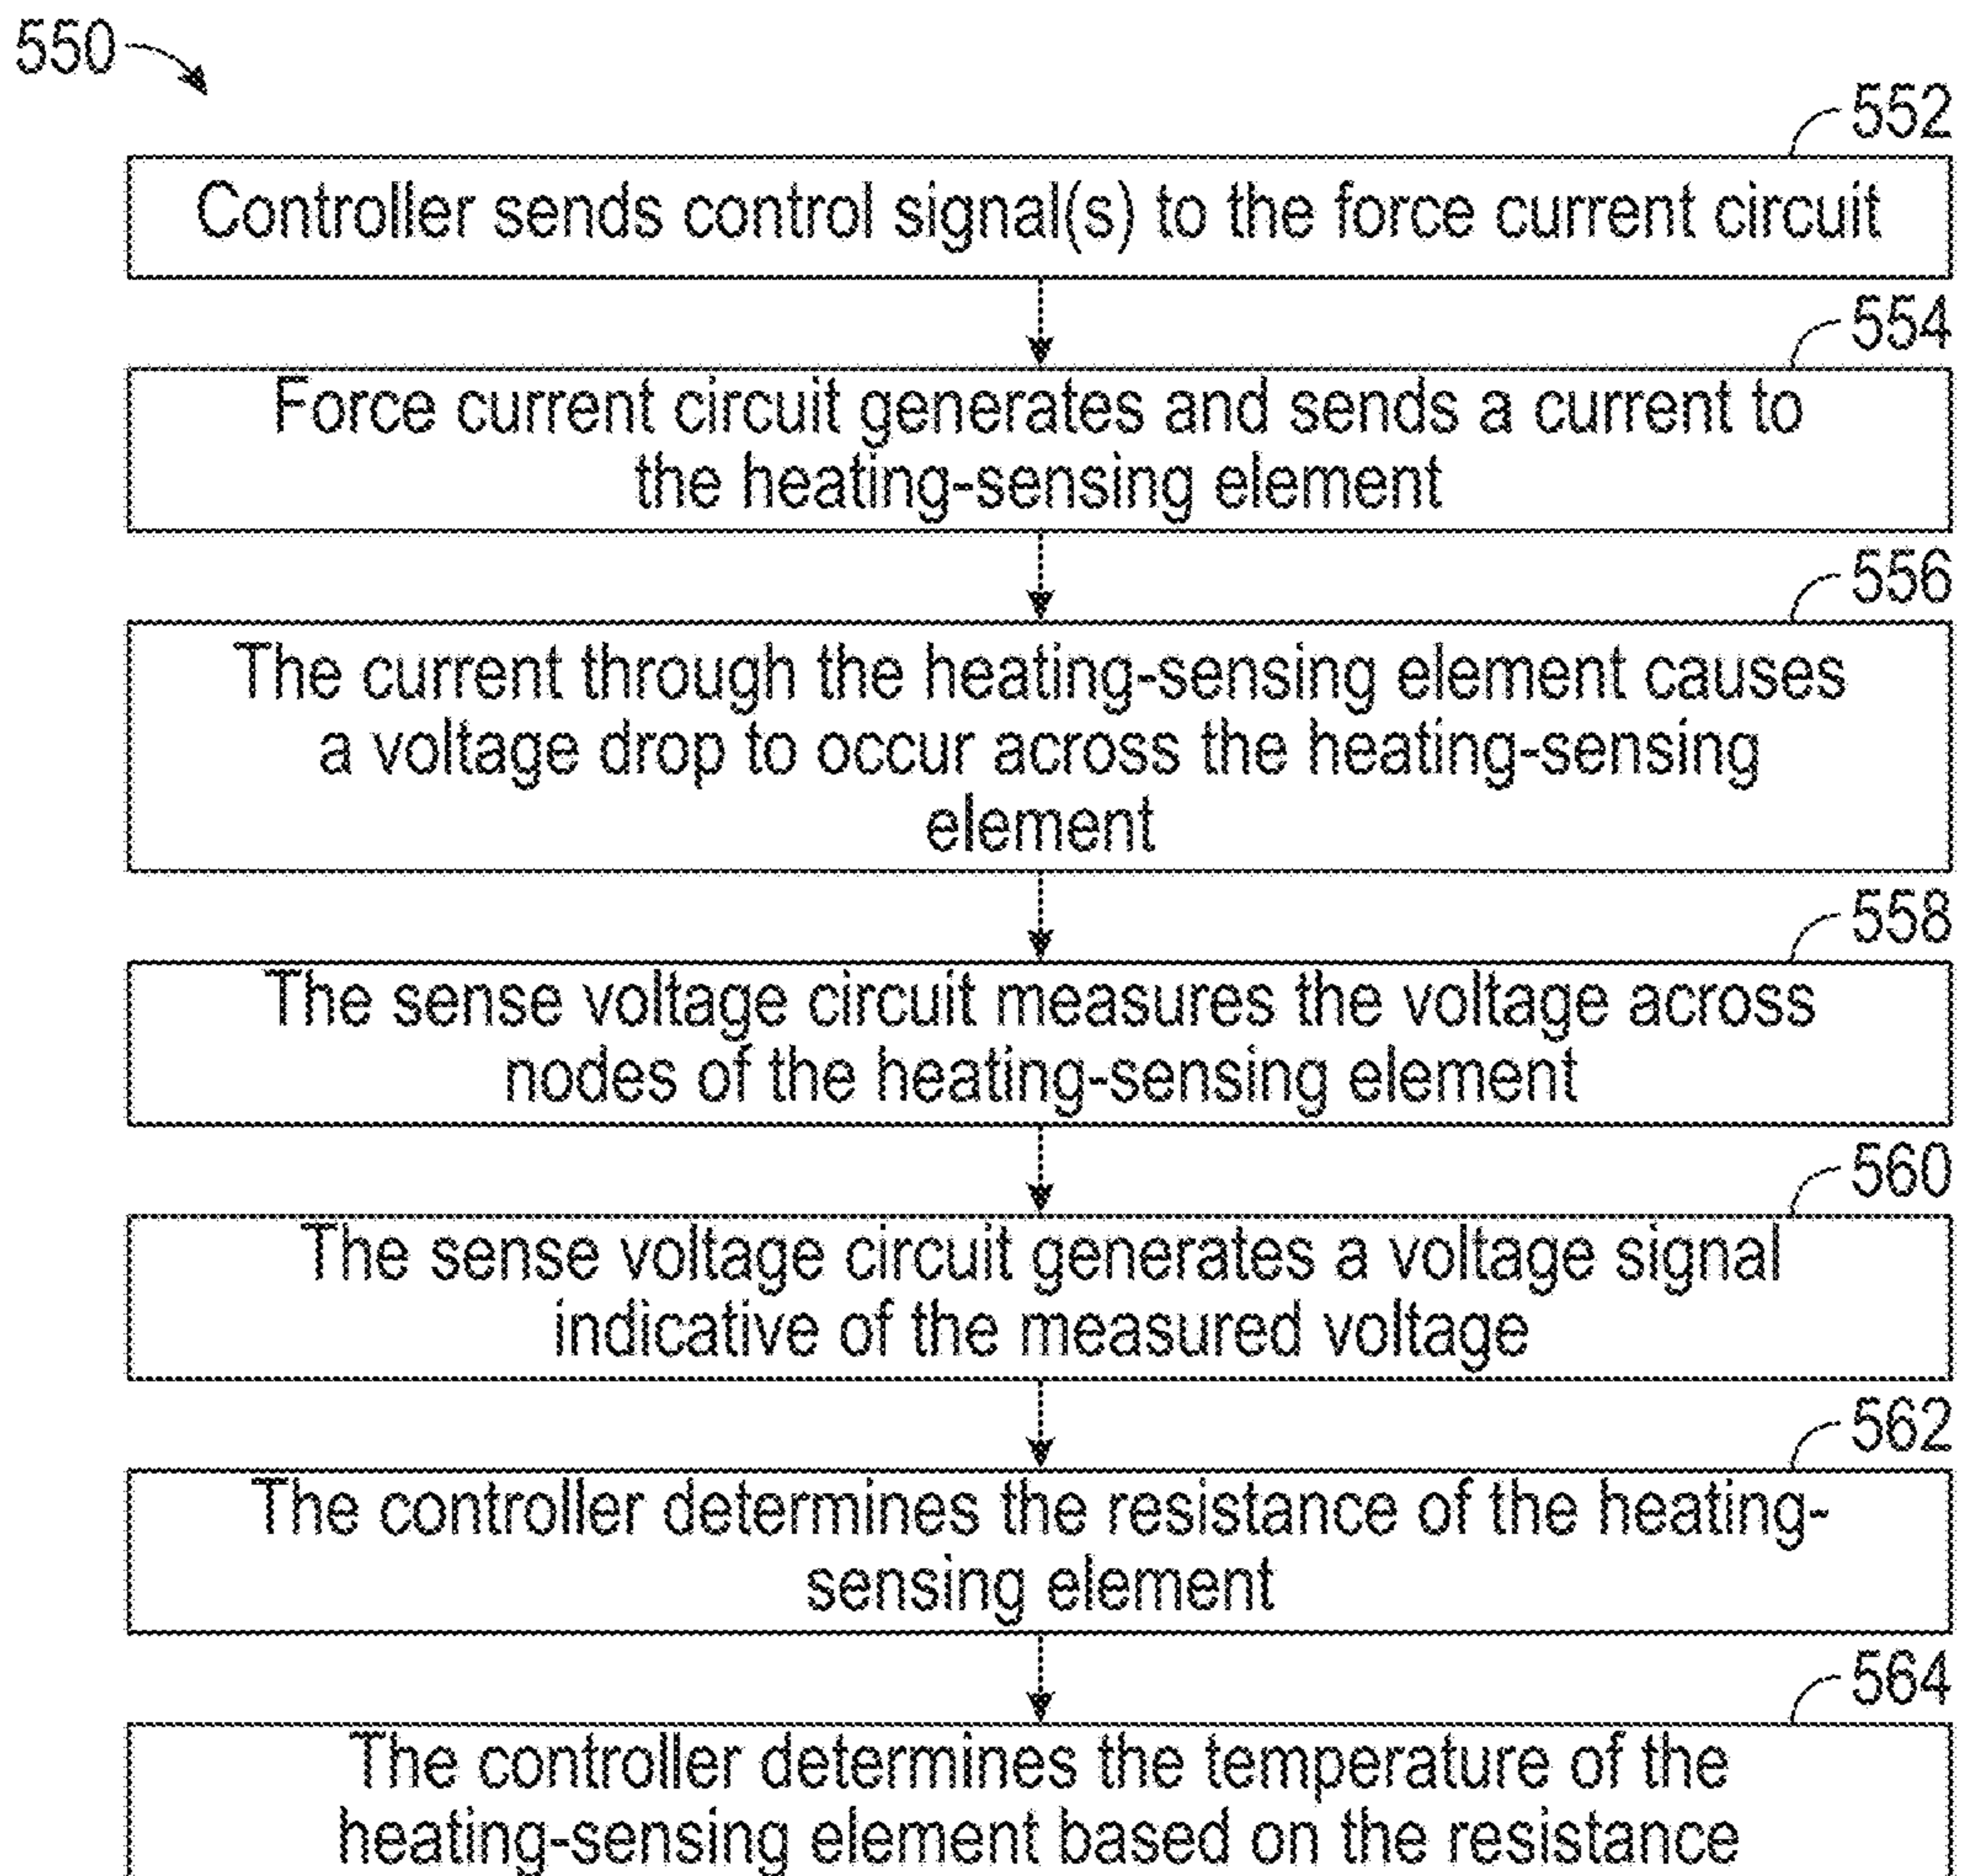 550
552
Controller sends control signal(s) to the force current circuit
554
Force current circuit generates and sends a current to
the heating-sensing element
556
The current through the heating-sensing element causes
a voltage drop to occur across the heating-sensing
element
558
The sense voltage circuit measures the voltage across
nodes of the heating-sensing element
560
The sense voltage circuit generates a voltage signal
indicative of the measured voltage
562
The controller determines the resistance of the heating-
sensing element
564
The controller determines the temperature of the
heating-sensing element based on the resistance